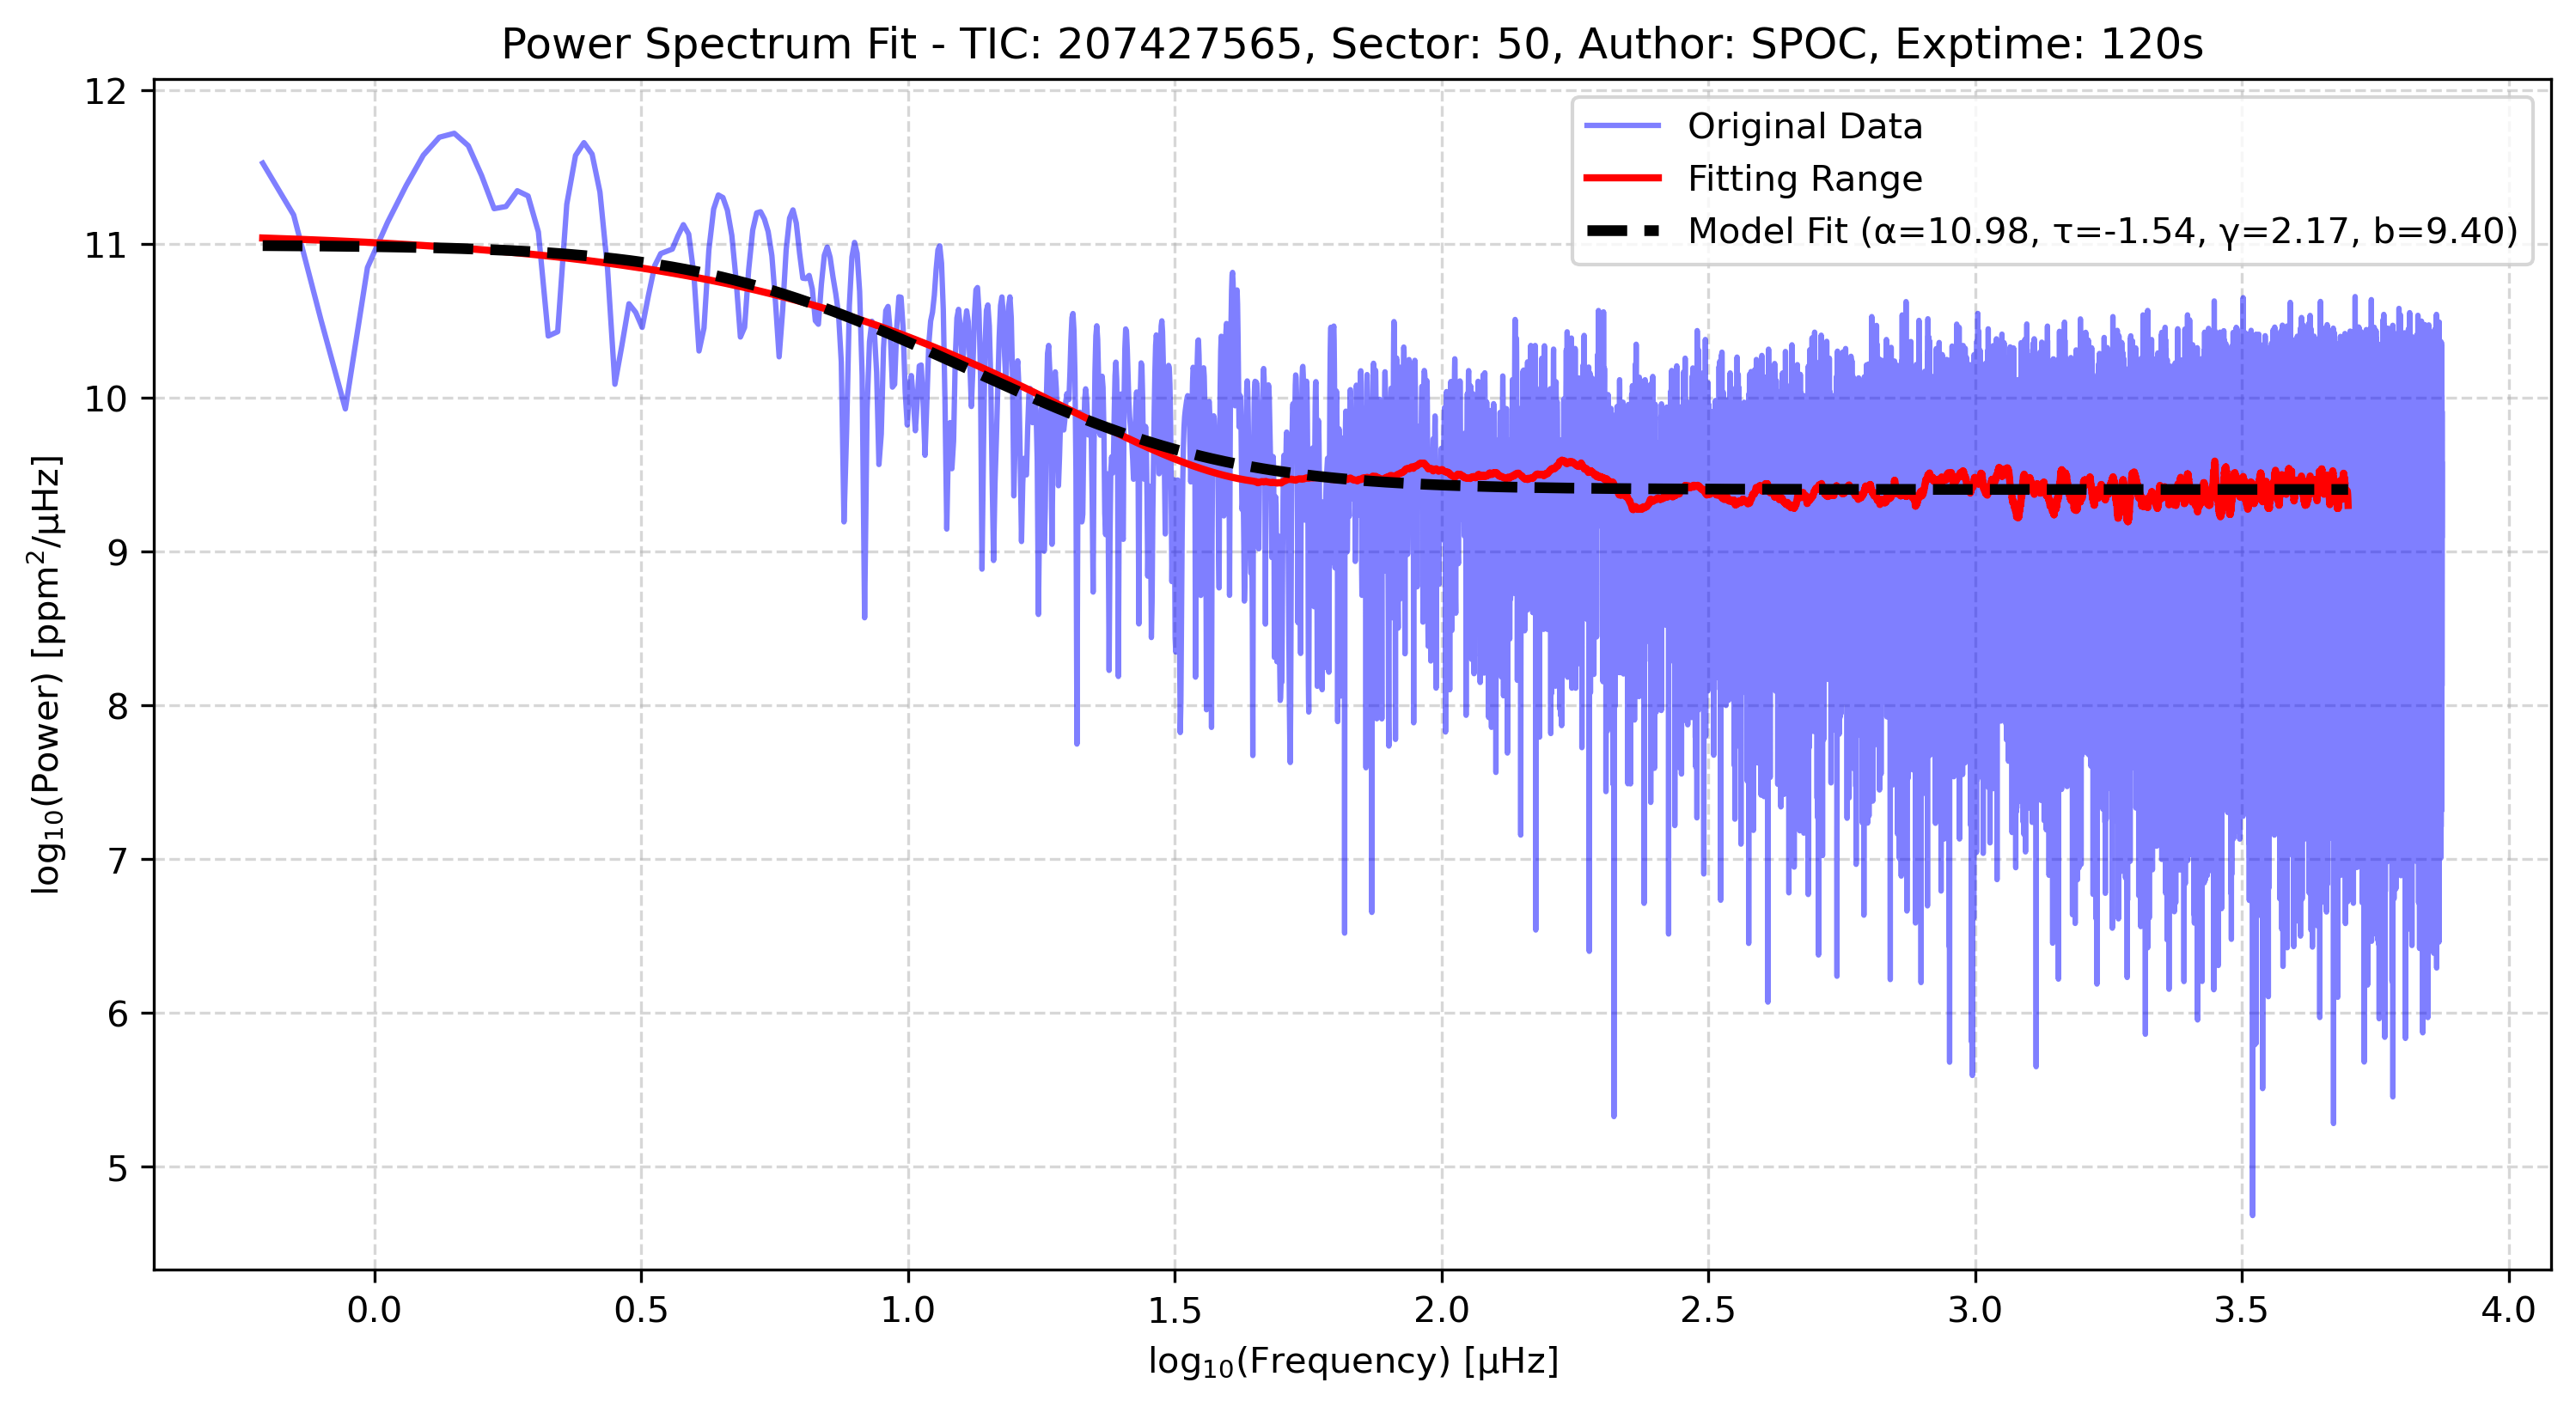 Power Spectrum Fit - TIC: 207427565, Sector: 50, Author: SPOC, Exptime: 120s
Original Data
Fitting Range
Model Fit (α=10.98, τ=-1.54, γ=2.17, b=9.40)
log₁₀(Power) [ppm²/µHz]
12
11
10
9
8
7
6
5
0.0 0.5 1.0 1.5 2.0 2.5 3.0 3.5 4.0
log₁₀(Frequency) [µHz]